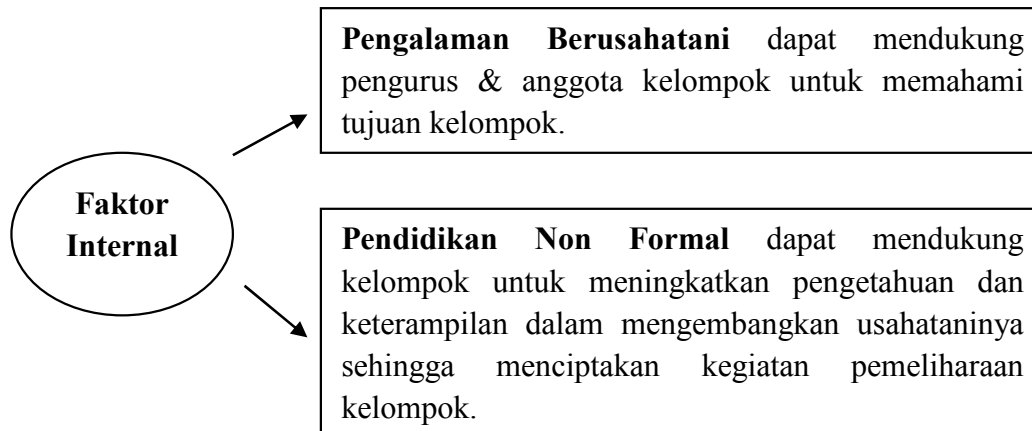 Pengalaman Berusahatani dapat mendukung
pengurus & anggota kelompok untuk memahami
tujuan kelompok.
Faktor
Internal
Pendidikan Non Formal dapat mendukung
kelompok untuk meningkatkan pengetahuan dan
keterampilan dalam mengembangkan usahataninya
sehingga menciptakan kegiatan pemeliharaan
kelompok.